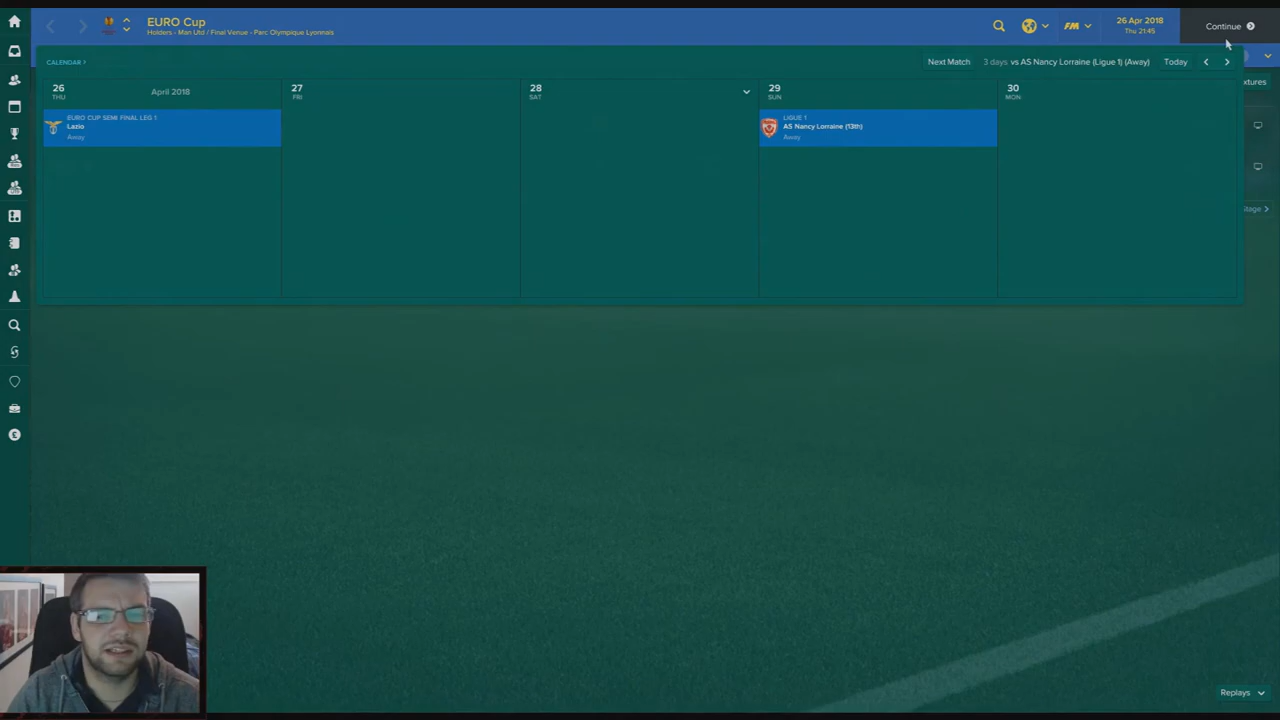 EURO Cup
Holders - Man Utd / Final Venue - Parc Olympique Lyonnais
FM
26 Apr 2018
Thu 21:45
Continue
CALENDAR
Next Match
3 days vs AS Nancy Lorraine (Ligue 1) (Away)
Today
xtures
26
THU
April 2018
27
FRI
28
SAT
29
SUN
30
MON
EURO CUP SEMI FINAL LEG 1
Lazio
Away
LIGUE 1
AS Nancy Lorraine (13th)
Away
Stage
Replays